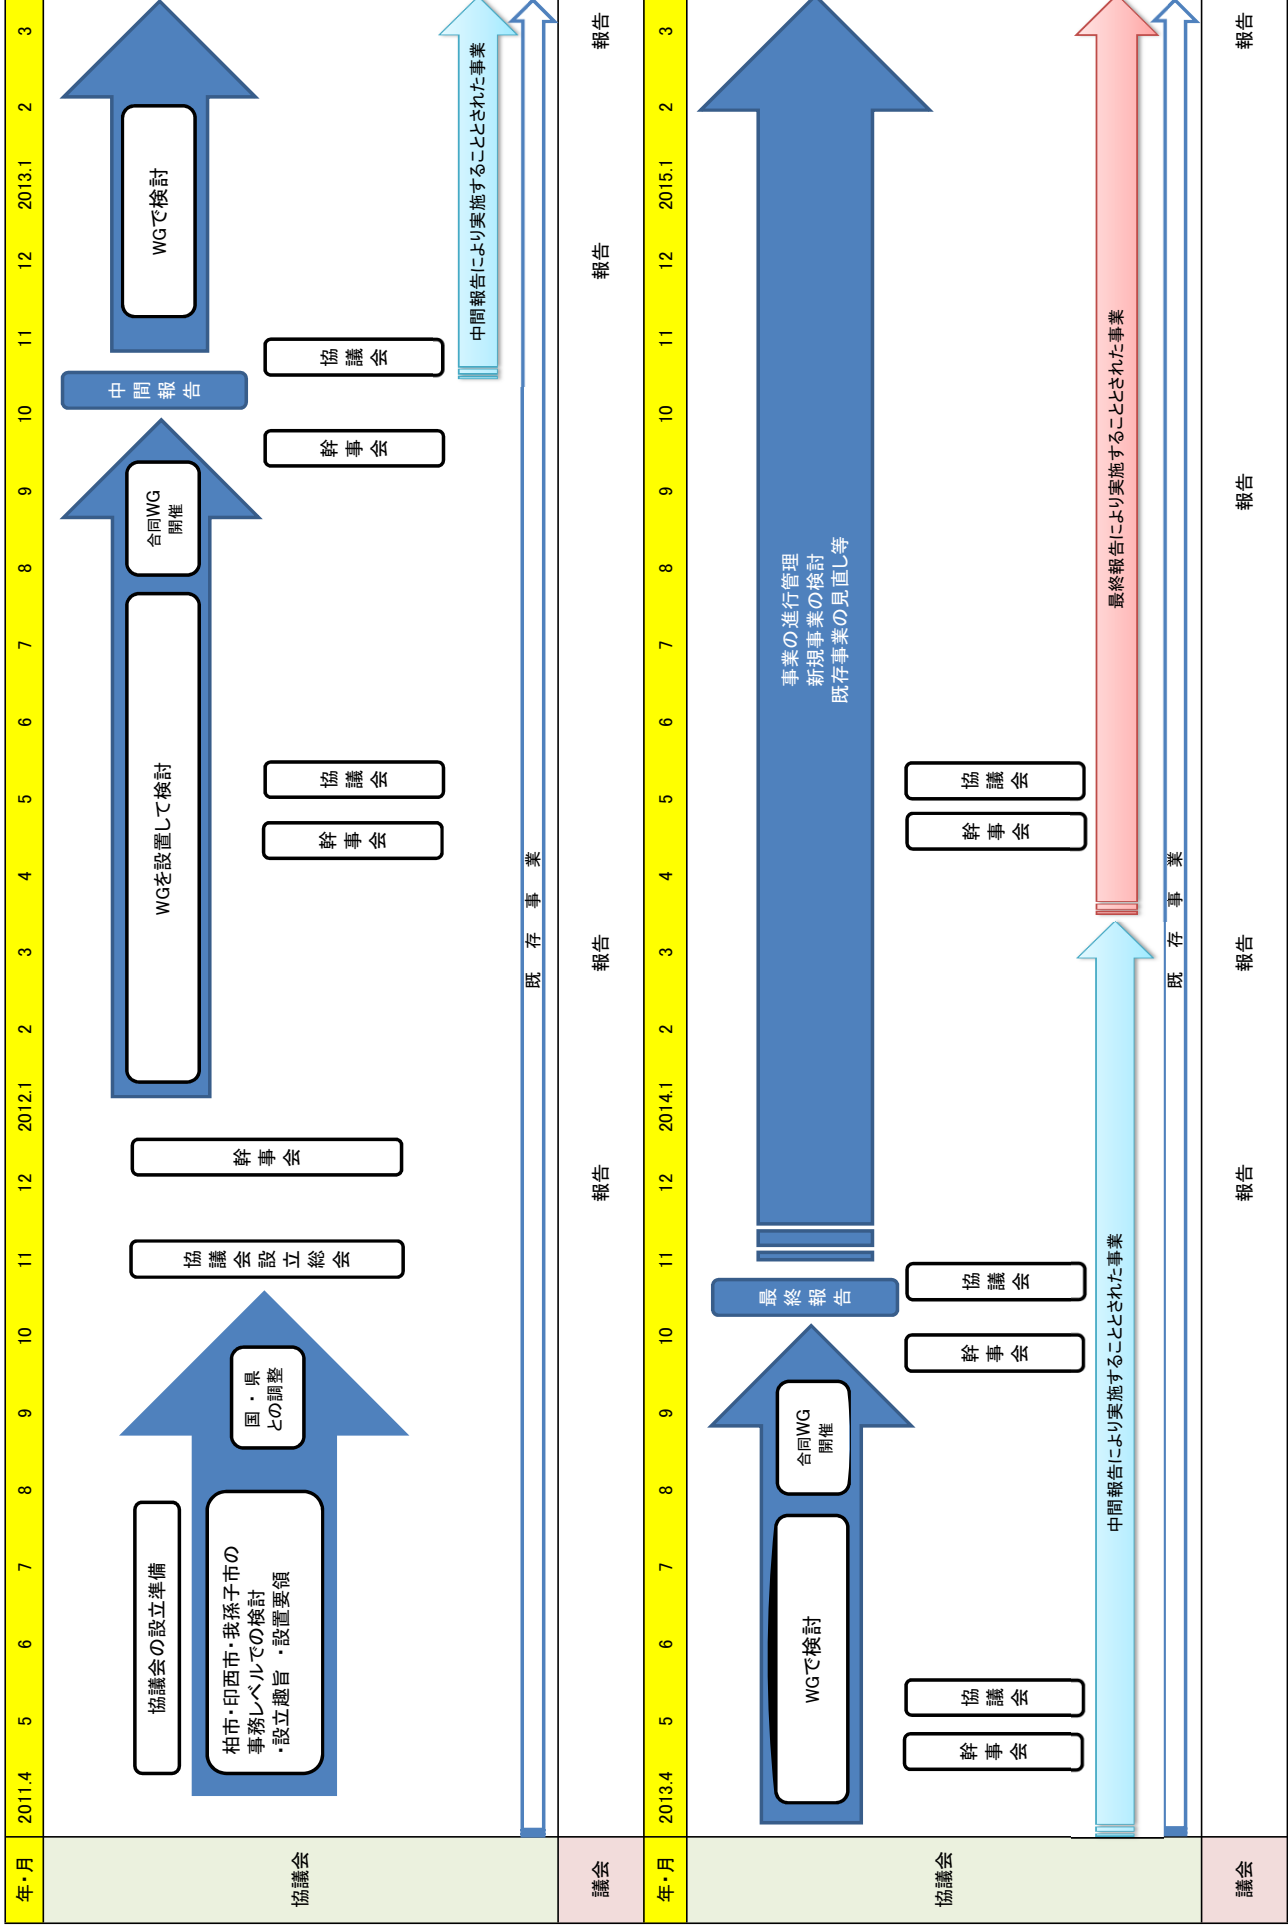 年・月
2011.4
5
6
7
8
9
10
11
12
2012.1
2
3
4
5
6
7
8
9
10
11
12
2013.1
2
3
協議会
協議会の設立準備
柏市・印西市・我孫子市の
事務レベルでの検討
・設立趣旨　・設置要領
国・県
との調整
協議会設立総会
幹事会
WGを設置して検討
合同WG
開催
中間報告
WGで検討
幹事会
協議会
幹事会
協議会
中間報告により実施することとされた事業
既存事業
議会
報告
報告
報告
報告
年・月
2013.4
5
6
7
8
9
10
11
12
2014.1
2
3
4
5
6
7
8
9
10
11
12
2015.1
2
3
協議会
WGで検討
合同WG
開催
最終報告
事業の進行管理
新規事業の検討
既存事業の見直し等
幹事会
協議会
幹事会
協議会
幹事会
協議会
中間報告により実施することとされた事業
最終報告により実施することとされた事業
既存事業
議会
報告
報告
報告
報告